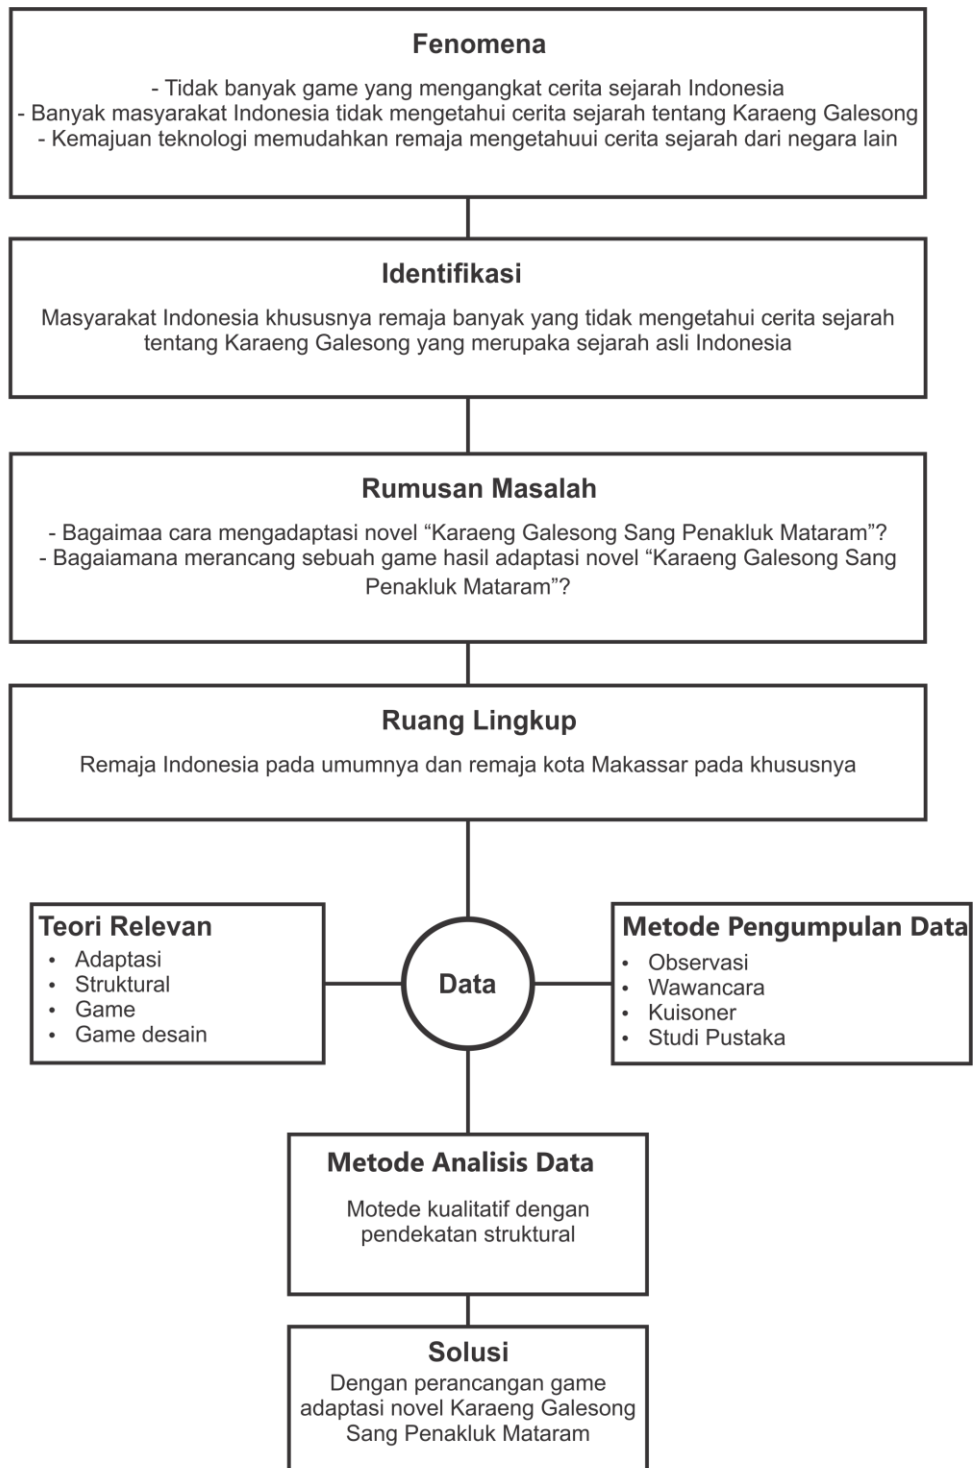 Fenomena
- Tidak banyak game yang mengangkat cerita sejarah Indonesia
- Banyak masyarakat Indonesia tidak mengetahui cerita sejarah tentang Karaeng Galesong
- Kemajuan teknologi memudahkan remaja mengetahuui cerita sejarah dari negara lain
Identifikasi
Masyarakat Indonesia khususnya remaja banyak yang tidak mengetahui cerita sejarah
tentang Karaeng Galesong yang merupaka sejarah asli Indonesia
Rumusan Masalah
- Bagaimaa cara mengadaptasi novel “Karaeng Galesong Sang Penakluk Mataram”?
- Bagaiamana merancang sebuah game hasil adaptasi novel “Karaeng Galesong Sang
Penakluk Mataram”?
Ruang Lingkup
Remaja Indonesia pada umumnya dan remaja kota Makassar pada khususnya
Teori Relevan
• Adaptasi
• Struktural
• Game
• Game desain
Data
Metode Pengumpulan Data
• Observasi
• Wawancara
• Kuisoner
• Studi Pustaka
Metode Analisis Data
Motede kualitatif dengan
pendekatan struktural
Solusi
Dengan perancangan game
adaptasi novel Karaeng Galesong
Sang Penakluk Mataram